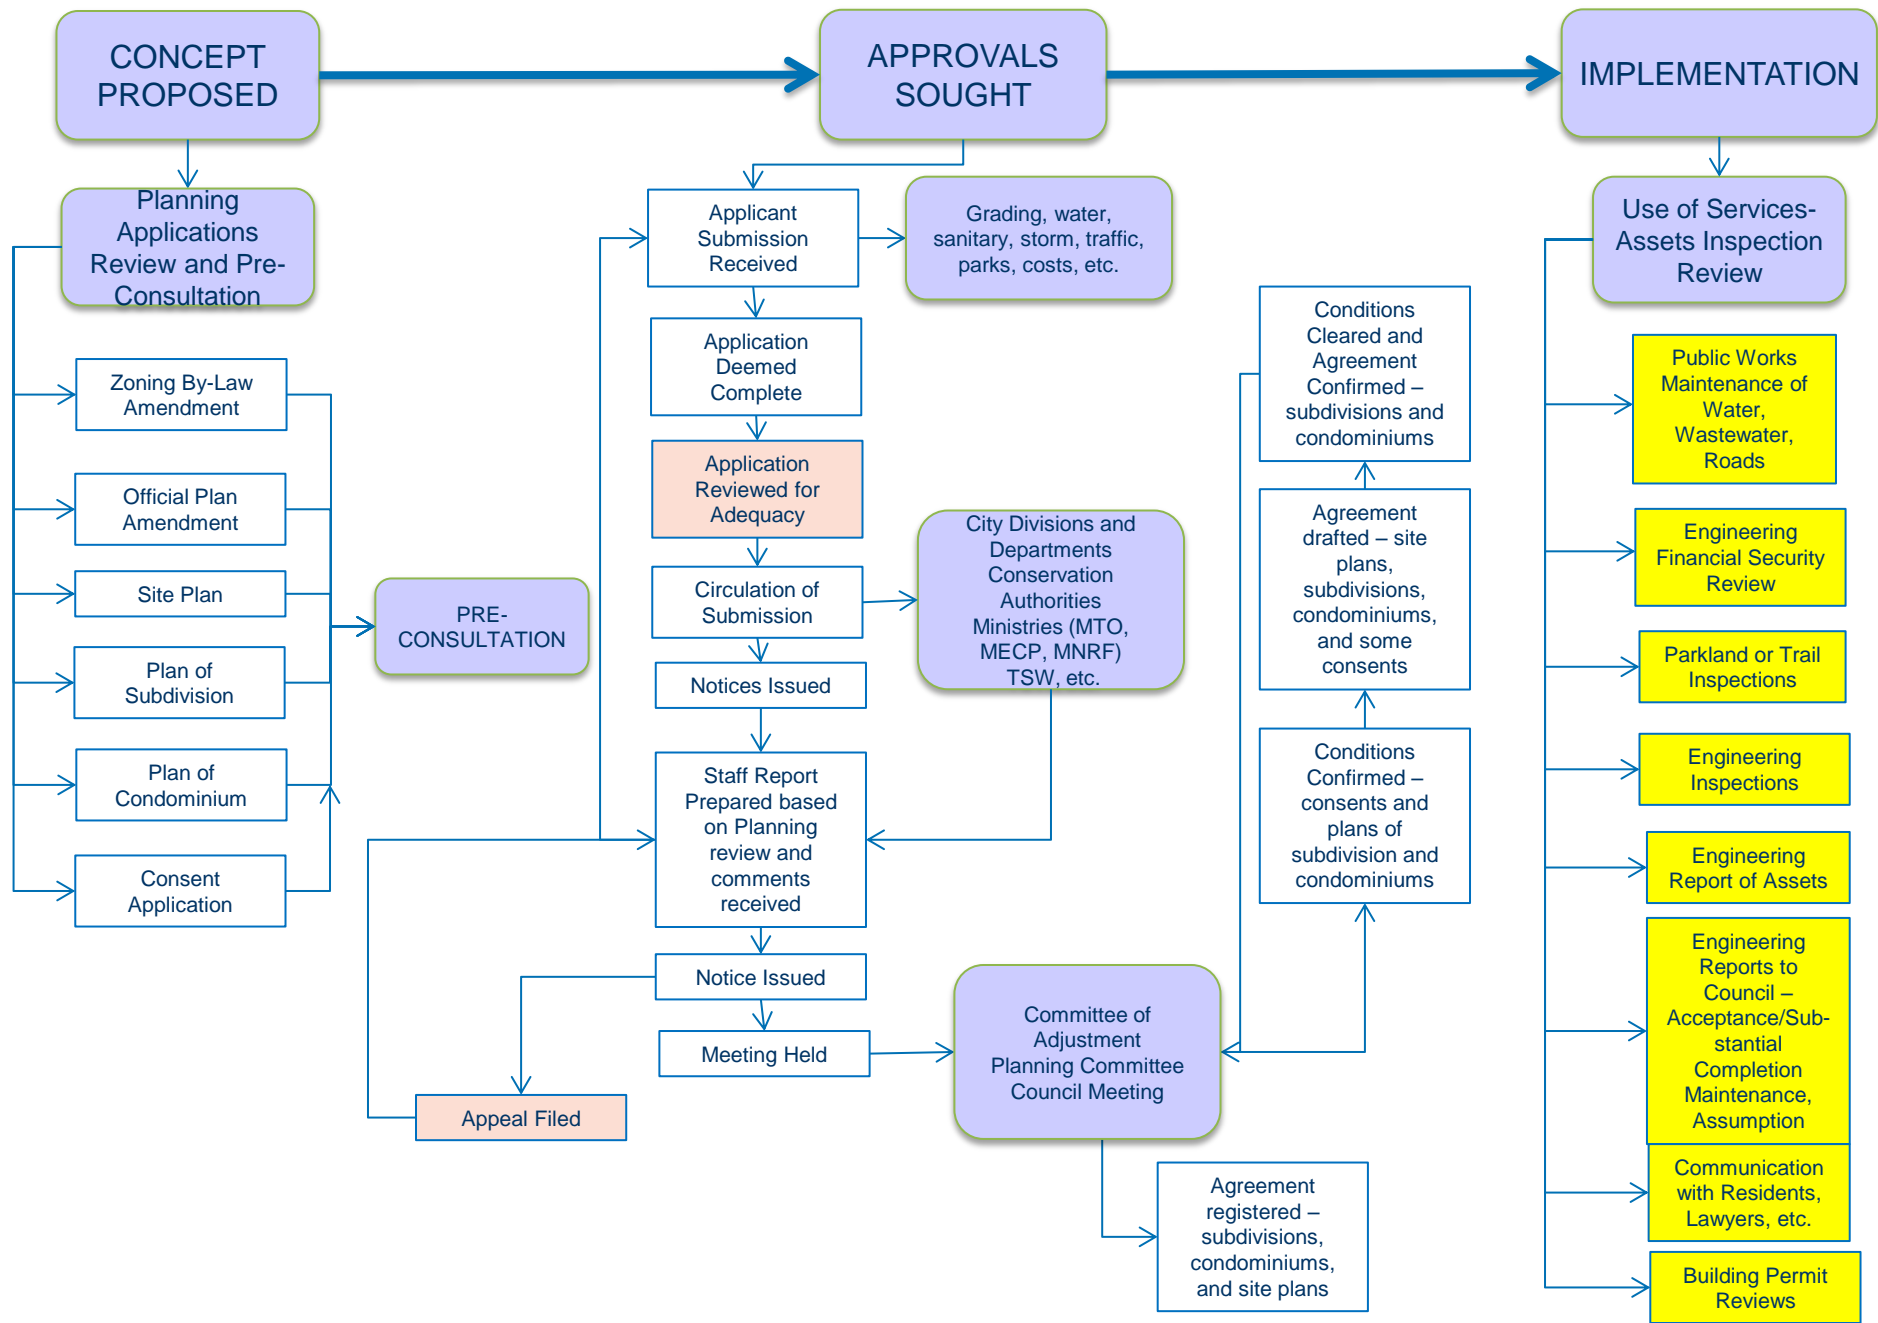 CONCEPT
PROPOSED
APPROVALS
SOUGHT
IMPLEMENTATION
Planning
Applications
Review and Pre-
Consultation
Zoning By-Law
Amendment
Official Plan
Amendment
Site Plan
Plan of
Subdivision
Plan of
Condominium
Consent
Application
PRE-
CONSULTATION
Applicant
Submission
Received
Grading, water,
sanitary, storm, traffic,
parks, costs, etc.
Application
Deemed
Complete
Application
Reviewed for
Adequacy
Circulation of
Submission
City Divisions and
Departments
Conservation
Authorities
Ministries (MTO,
MECP, MNRF)
TSW, etc.
Notices Issued
Staff Report
Prepared based
on Planning
review and
comments
received
Notice Issued
Meeting Held
Appeal Filed
Committee of
Adjustment
Planning Committee
Council Meeting
Agreement
registered –
subdivisions,
condominiums,
and site plans
Conditions
Cleared and
Agreement
Confirmed –
subdivisions and
condominiums
Agreement
drafted – site
plans,
subdivisions,
condominiums,
and some
consents
Conditions
Confirmed –
consents and
plans of
subdivision and
condominiums
Use of Services-
Assets Inspection
Review
Public Works
Maintenance of
Water,
Wastewater,
Roads
Engineering
Financial Security
Review
Parkland or Trail
Inspections
Engineering
Inspections
Engineering
Report of Assets
Engineering
Reports to
Council –
Acceptance/Sub-
stantial
Completion
Maintenance,
Assumption
Communication
with Residents,
Lawyers, etc.
Building Permit
Reviews